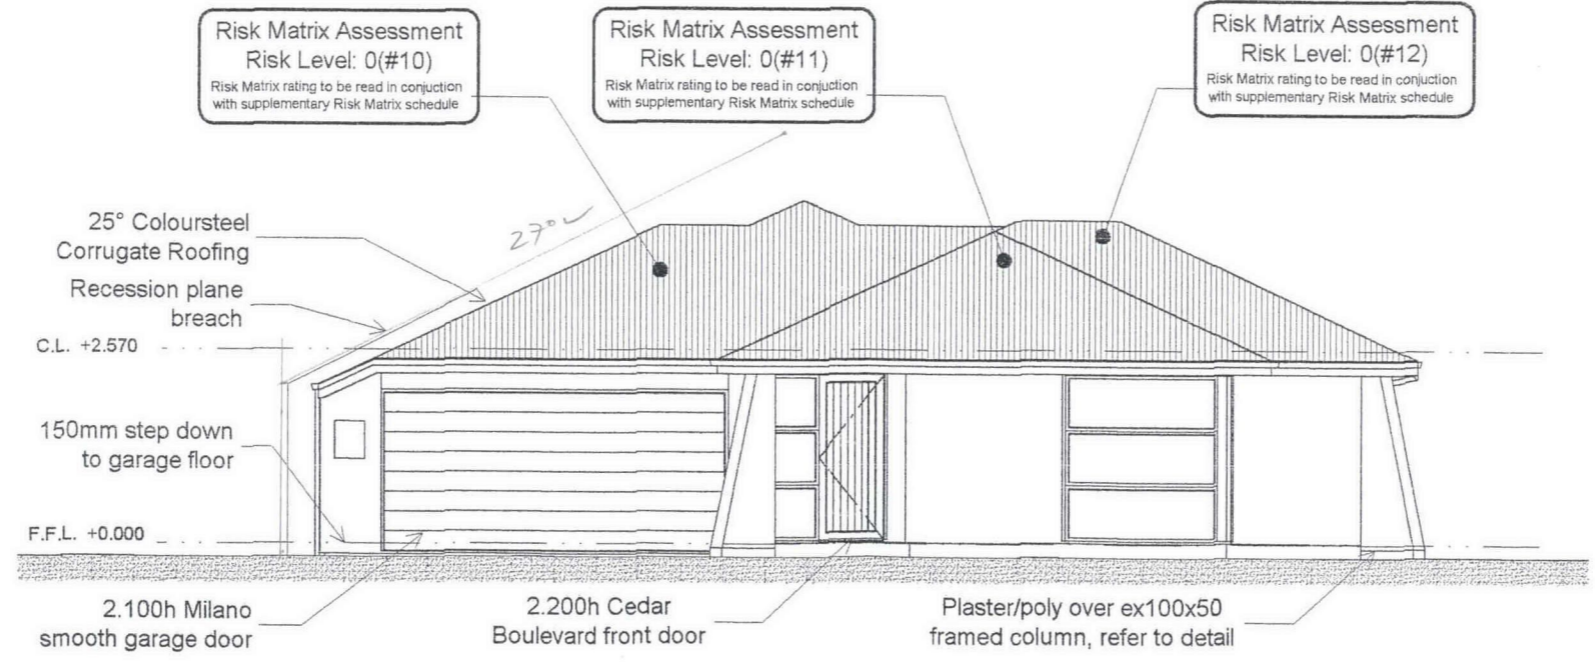 Risk Matrix Assessment
Risk Level: 0(#10)
Risk Matrix rating to be read in conjuction
with supplementary Risk Matrix schedule
Risk Matrix Assessment
Risk Level: 0(#11)
Risk Matrix rating to be read in conjuction
with supplementary Risk Matrix schedule
Risk Matrix Assessment
Risk Level: 0(#12)
Risk Matrix rating to be read in conjuction
with supplementary Risk Matrix schedule
25° Coloursteel
Corrugate Roofing
27°
Recession plane
breach
C.L. +2.570
150mm step down
to garage floor
F.F.L. +0.000
2.100h Milano
smooth garage door
2.200h Cedar
Boulevard front door
Plaster/poly over ex100x50
framed column, refer to detail